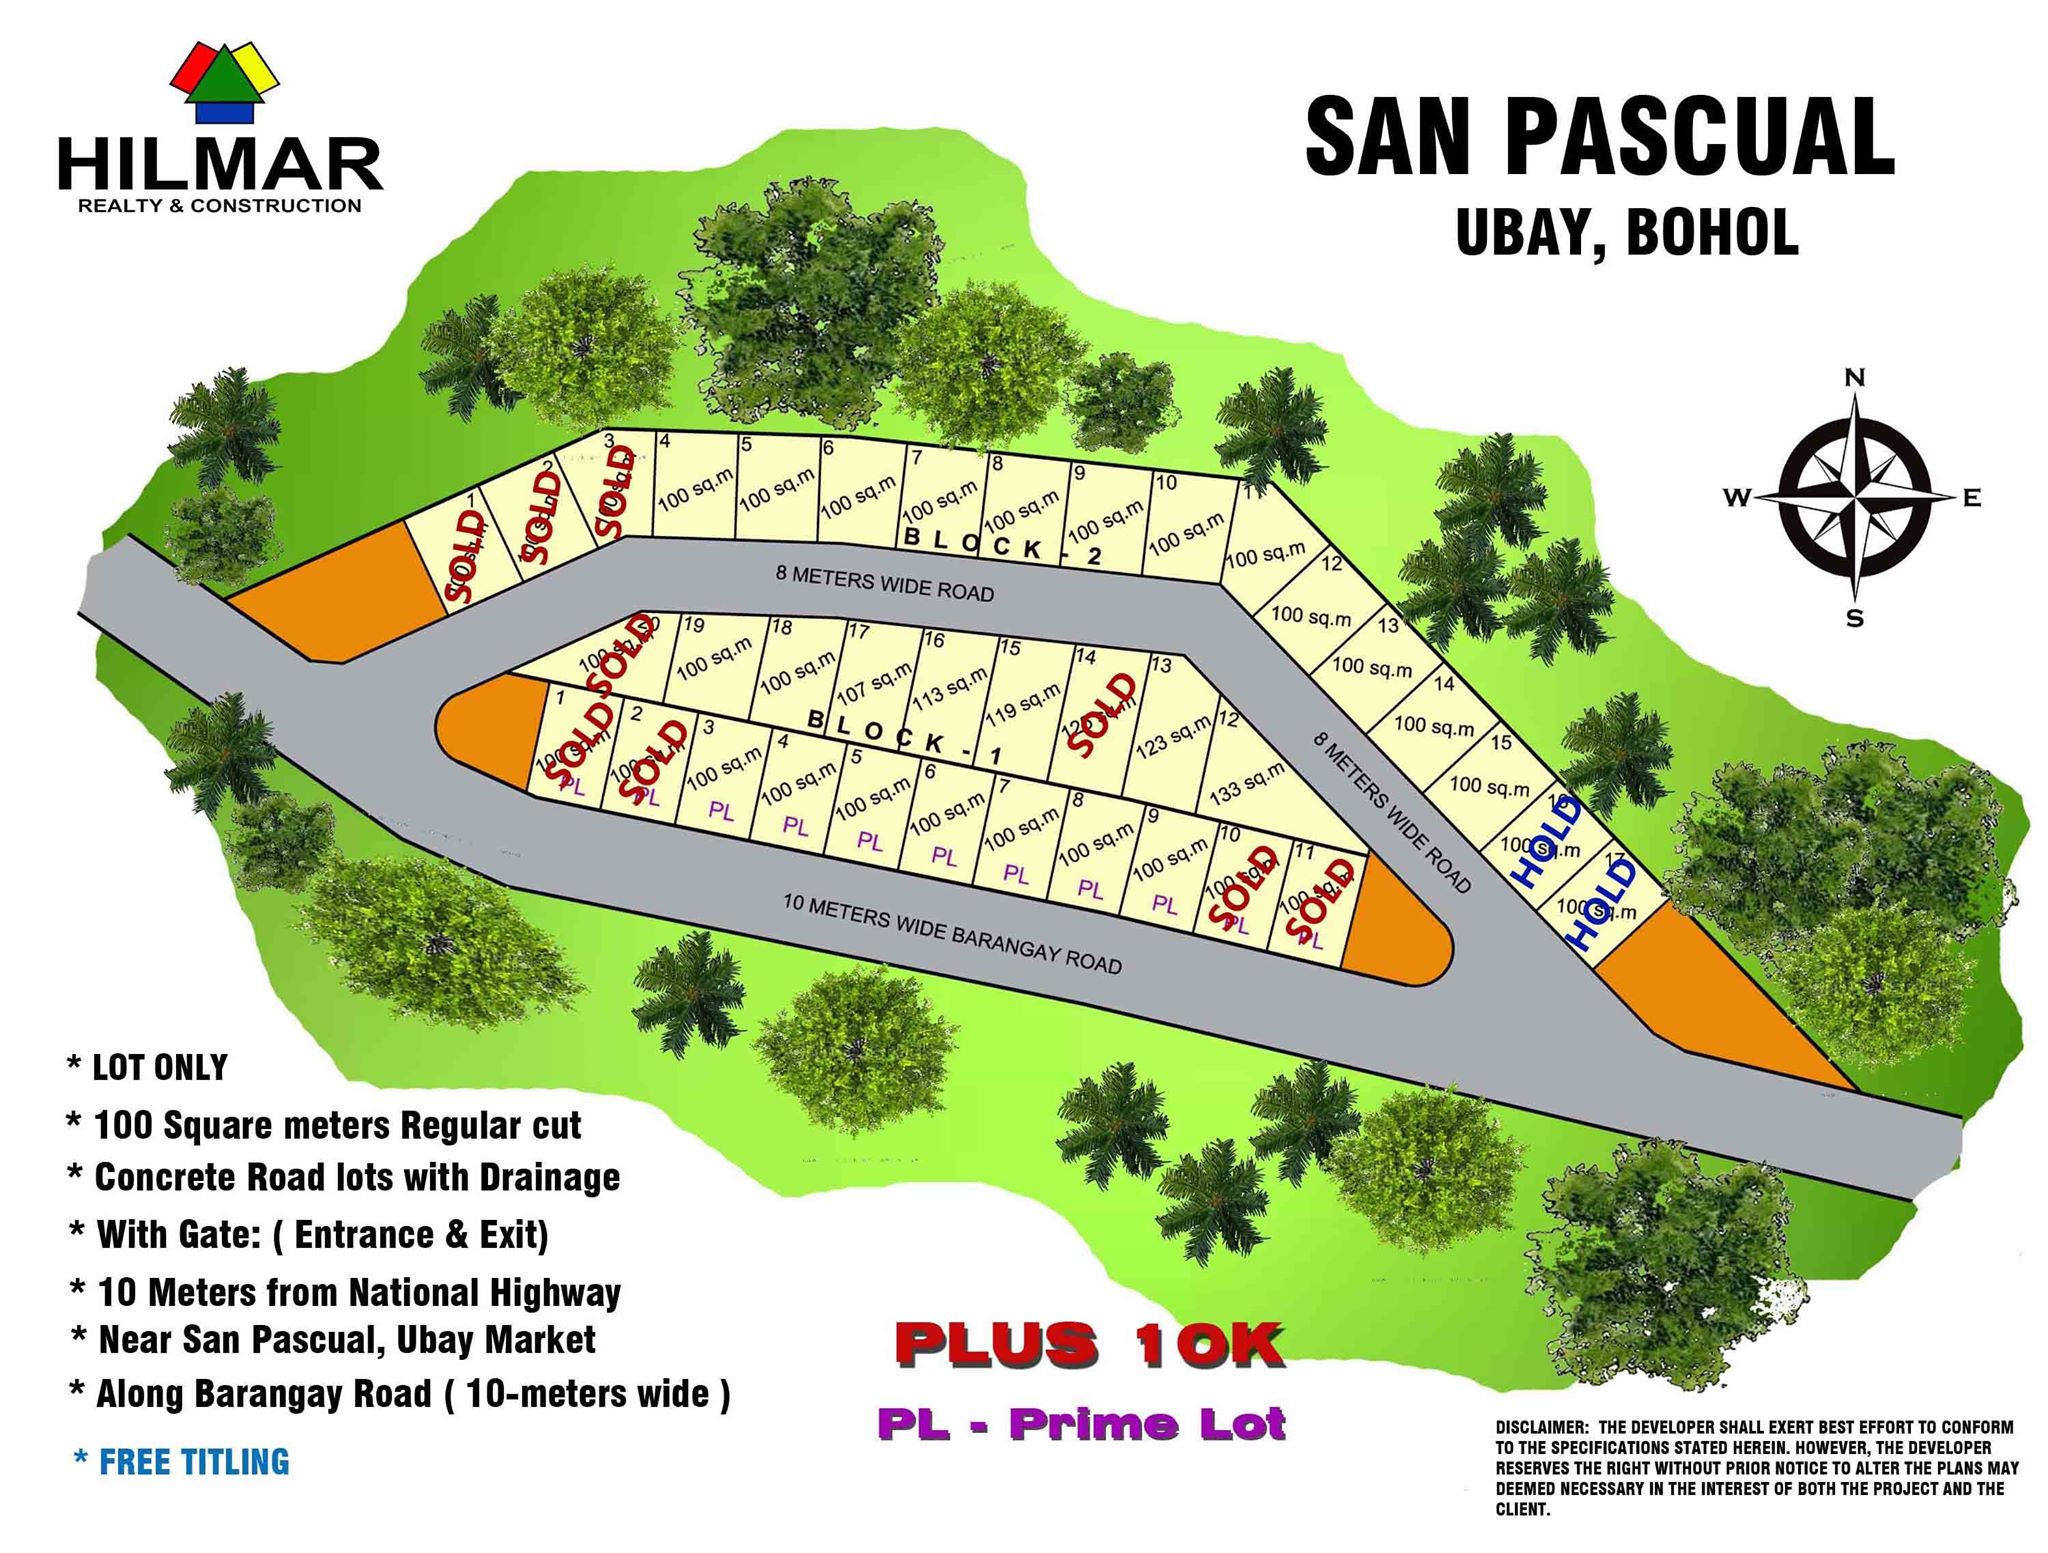 HILMAR
REALTY & CONSTRUCTION
SAN PASCUAL
UBAY, BOHOL
N
W
E
S
1
SOLD
2
SOLD
3
SOLD
4
100 sq.m
5
100 sq.m
6
100 sq.m
7
100 sq.m
8
100 sq.m
9
100 sq.m
10
100 sq.m
11
100 sq.m
12
100 sq.m
13
100 sq.m
14
100 sq.m
15
100 sq.m
16
100 sq.m
HOLD
17
100 sq.m
HOLD
BLOCK - 2
8 METERS WIDE ROAD
8 METERS WIDE ROAD
20
100 sq.m
SOLD
19
100 sq.m
18
100 sq.m
17
107 sq.m
16
113 sq.m
15
119 sq.m
14
SOLD
13
123 sq.m
12
133 sq.m
BLOCK - 1
1
100 sq.m
SOLD
PL
2
100 sq.m
SOLD
PL
3
100 sq.m
PL
4
100 sq.m
PL
5
100 sq.m
PL
6
100 sq.m
PL
7
100 sq.m
PL
8
100 sq.m
PL
9
100 sq.m
PL
10
100 sq.m
SOLD
PL
11
100 sq.m
SOLD
PL
10 METERS WIDE BARANGAY ROAD
* LOT ONLY
* 100 Square meters Regular cut
* Concrete Road lots with Drainage
* With Gate: ( Entrance & Exit)
* 10 Meters from National Highway
* Near San Pascual, Ubay Market
* Along Barangay Road ( 10-meters wide )
* FREE TITLING
PLUS 10K
PL - Prime Lot
DISCLAIMER: THE DEVELOPER SHALL EXERT BEST EFFORT TO CONFORM
TO THE SPECIFICATIONS STATED HEREIN. HOWEVER, THE DEVELOPER
RESERVES THE RIGHT WITHOUT PRIOR NOTICE TO ALTER THE PLANS MAY
DEEMED NECESSARY IN THE INTEREST OF BOTH THE PROJECT AND THE
CLIENT.